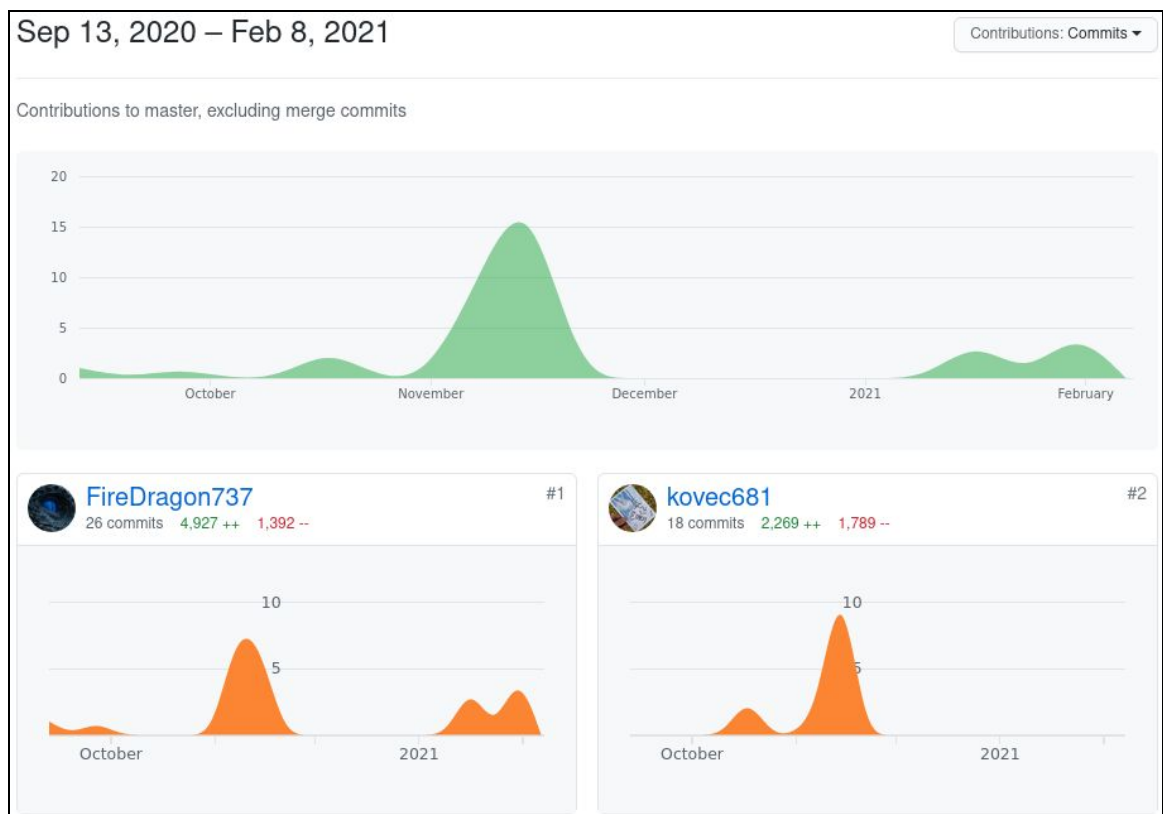 Sep 13, 2020 – Feb 8, 2021
Contributions: Commits
Contributions to master, excluding merge commits
20
15
10
5
0
October November December 2021 February
FireDragon737 #1
26 commits 4,927 ++ 1,392 --
10
5
October 2021
kovec681 #2
18 commits 2,269 ++ 1,789 --
10
5
October 2021